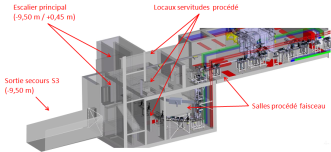 Escalier principal
(-9,50 m / +0,45 m)
Locaux servitudes procédé
Sortie secours S3
(-9,50 m)
Salles procédé faisceau